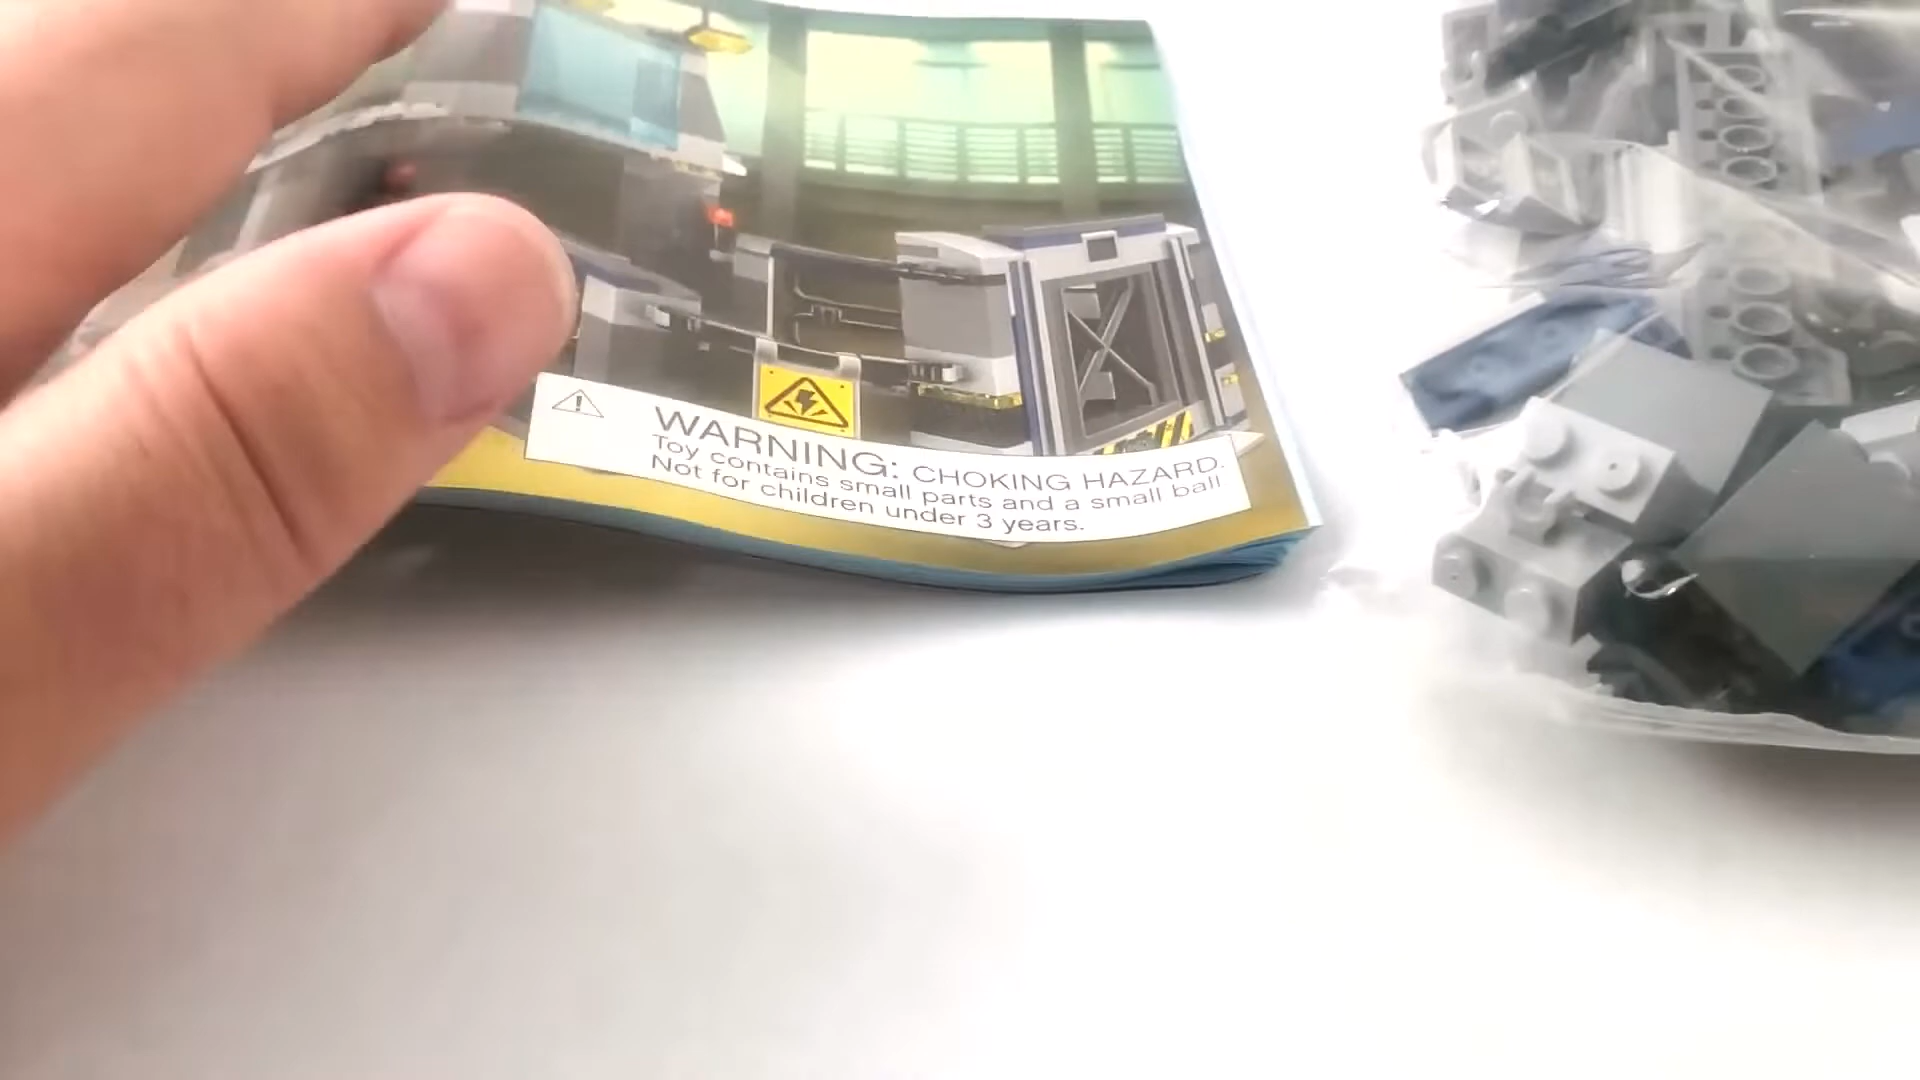 WARNING: CHOKING HAZARD.
Toy contains small parts and a small ball
Not for children under 3 years.